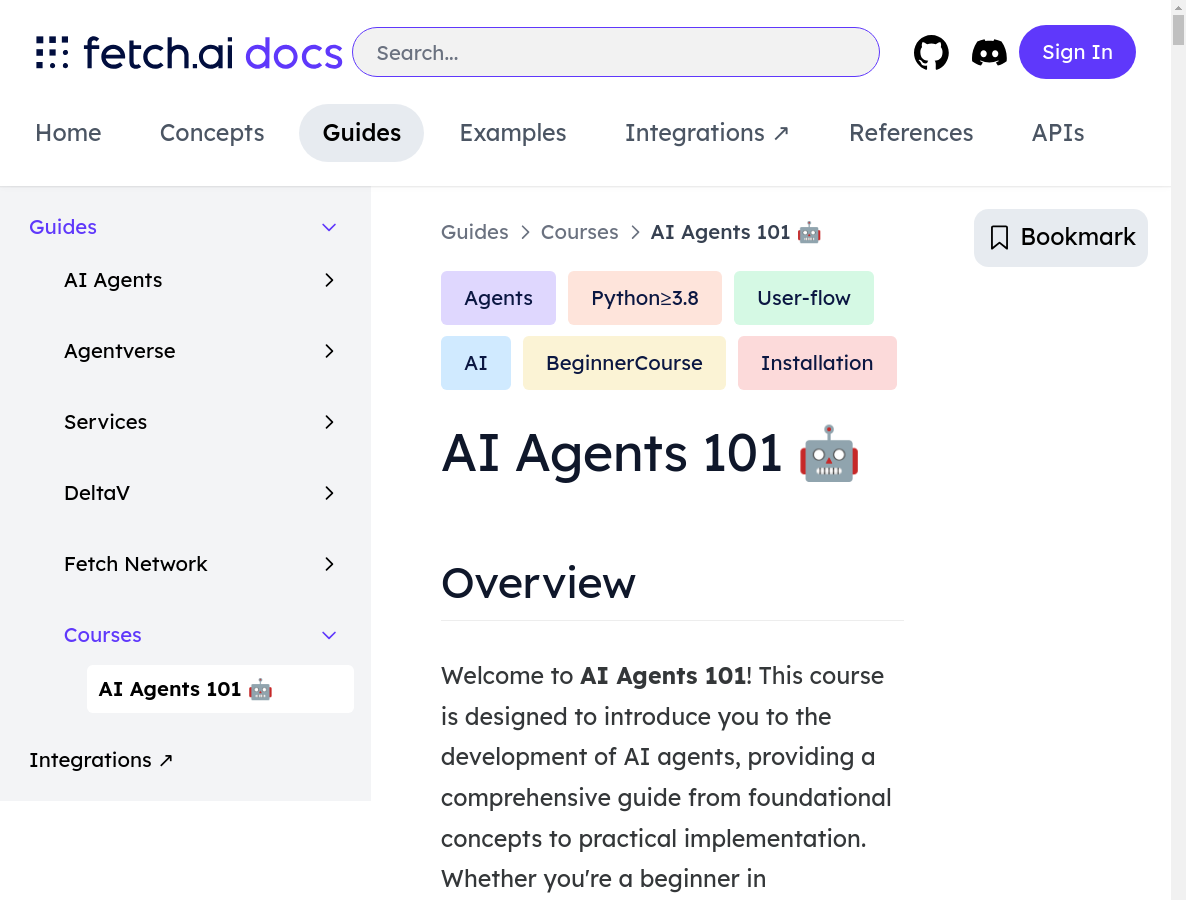 fetch.ai docs
Search...
Sign In
Home Concepts Guides Examples Integrations ↗ References APIs
Guides
AI Agents
Agentverse
Services
DeltaV
Fetch Network
Courses
AI Agents 101 🤖
Integrations ↗
Guides > Courses > AI Agents 101 🤖
Bookmark
Agents Python≥3.8 User-flow
AI BeginnerCourse Installation
AI Agents 101 🤖
Overview
Welcome to AI Agents 101! This course
is designed to introduce you to the
development of AI agents, providing a
comprehensive guide from foundational
concepts to practical implementation.
Whether you're a beginner in